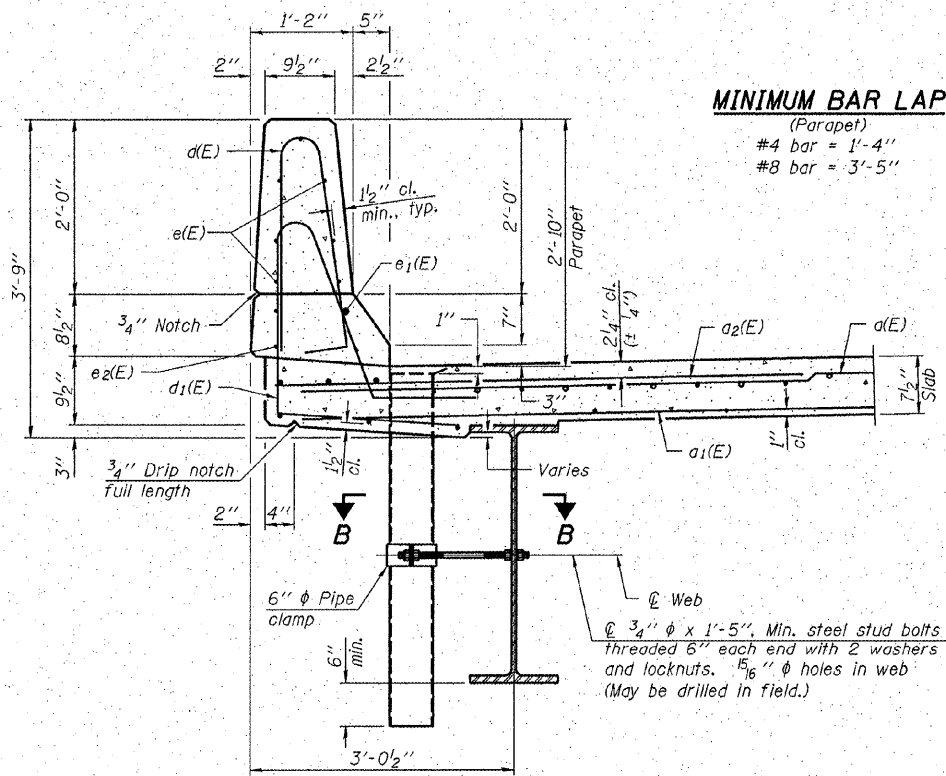 1'-2" 5"
2" 9½" 2½"
MINIMUM BAR LAP
(Parapet)
#4 bar = 1'-4"
#8 bar = 3'-5"
d(E)
1½" cl.
min., typ.
e(E)
2'-0"
2'-0"
2'-10"
Parapet
3'-9"
e1(E)
¾" Notch
8½"
7"
1"
2¼" cl.
(± ¼")
a2(E)
a(E)
e2(E)
d1(E)
9½"
3"
7½"
Slab
1"
cl.
a1(E)
3"
1½"
cl.
Varies
¾" Drip notch
full length
2" 4"
B B
6" ϕ Pipe
clamp
℄ Web
℄ ¾" ϕ x 1'-5", Min. steel stud bolts
threaded 6" each end with 2 washers
and locknuts. 15/16" ϕ holes in web
(May be drilled in field.)
6"
min.
3'-0½"